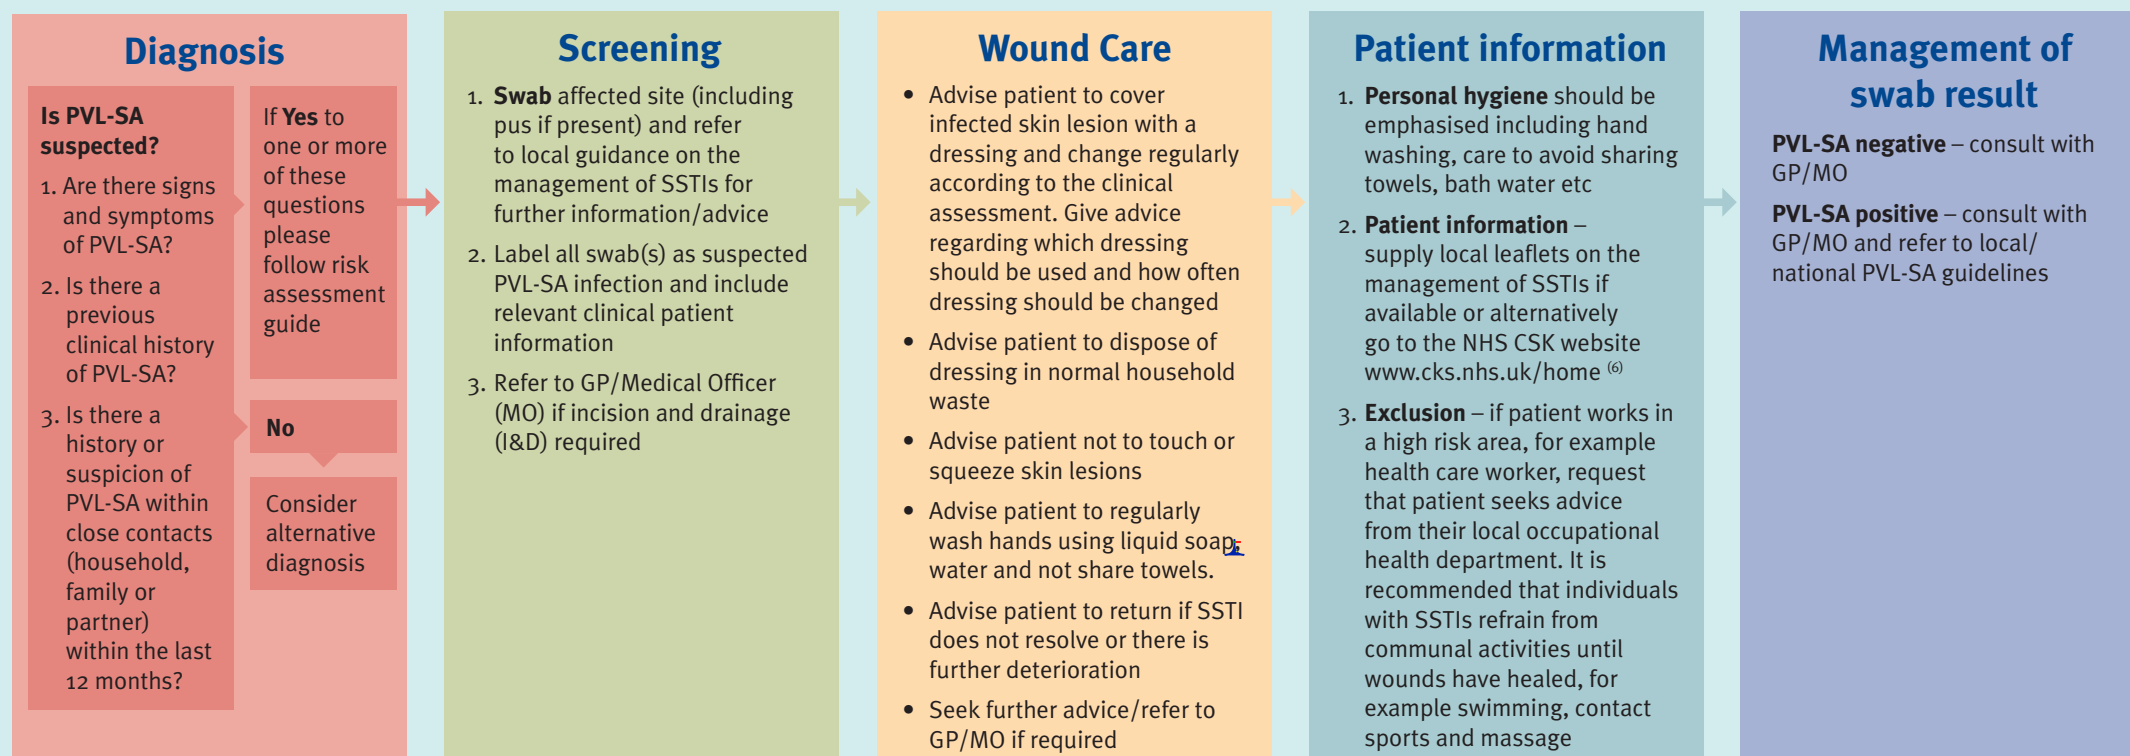 Diagnosis
Is PVL-SA
suspected?
1. Are there signs
and symptoms
of PVL-SA?
2. Is there a
previous
clinical history
of PVL-SA?
3. Is there a
history or
suspicion of
PVL-SA within
close contacts
(household,
family or
partner)
within the last
12 months?
If Yes to
one or more
of these
questions
please
follow risk
assessment
guide
No
Consider
alternative
diagnosis
Screening
1. Swab affected site (including
pus if present) and refer
to local guidance on the
management of SSTIs for
further information/advice
2. Label all swab(s) as suspected
PVL-SA infection and include
relevant clinical patient
information
3. Refer to GP/Medical Officer
(MO) if incision and drainage
(I&D) required
Wound Care
• Advise patient to cover
infected skin lesion with a
dressing and change regularly
according to the clinical
assessment. Give advice
regarding which dressing
should be used and how often
dressing should be changed
• Advise patient to dispose of
dressing in normal household
waste
• Advise patient not to touch or
squeeze skin lesions
• Advise patient to regularly
wash hands using liquid soap,
water and not share towels.
• Advise patient to return if SSTI
does not resolve or there is
further deterioration
• Seek further advice/refer to
GP/MO if required
Patient information
1. Personal hygiene should be
emphasised including hand
washing, care to avoid sharing
towels, bath water etc
2. Patient information –
supply local leaflets on the
management of SSTIs if
available or alternatively
go to the NHS CSK website
www.cks.nhs.uk/home (6)
3. Exclusion – if patient works in
a high risk area, for example
health care worker, request
that patient seeks advice
from their local occupational
health department. It is
recommended that individuals
with SSTIs refrain from
communal activities until
wounds have healed, for
example swimming, contact
sports and massage
Management of
swab result
PVL-SA negative – consult with
GP/MO
PVL-SA positive – consult with
GP/MO and refer to local/
national PVL-SA guidelines